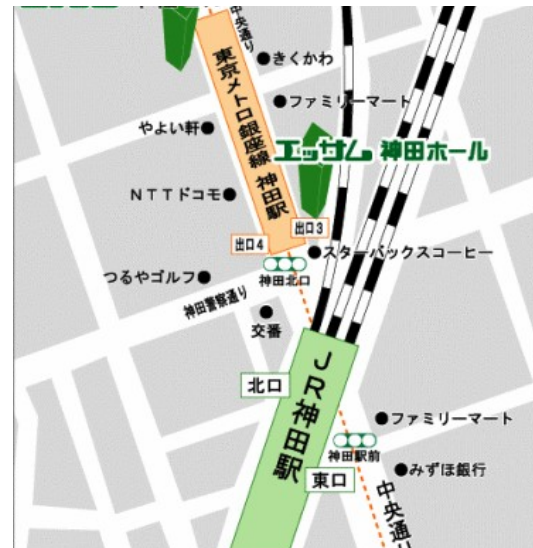 中央通り
きくかわ
東京メトロ銀座線 神田駅
ファミリーマート
やよい軒
エッサム 神田ホール
NTTドコモ
出口3
出口4
スターバックスコーヒー
神田北口
つるやゴルフ
神田警察通り
交番
JR神田駅
北口
ファミリーマート
神田駅前
みずほ銀行
東口
中央通り